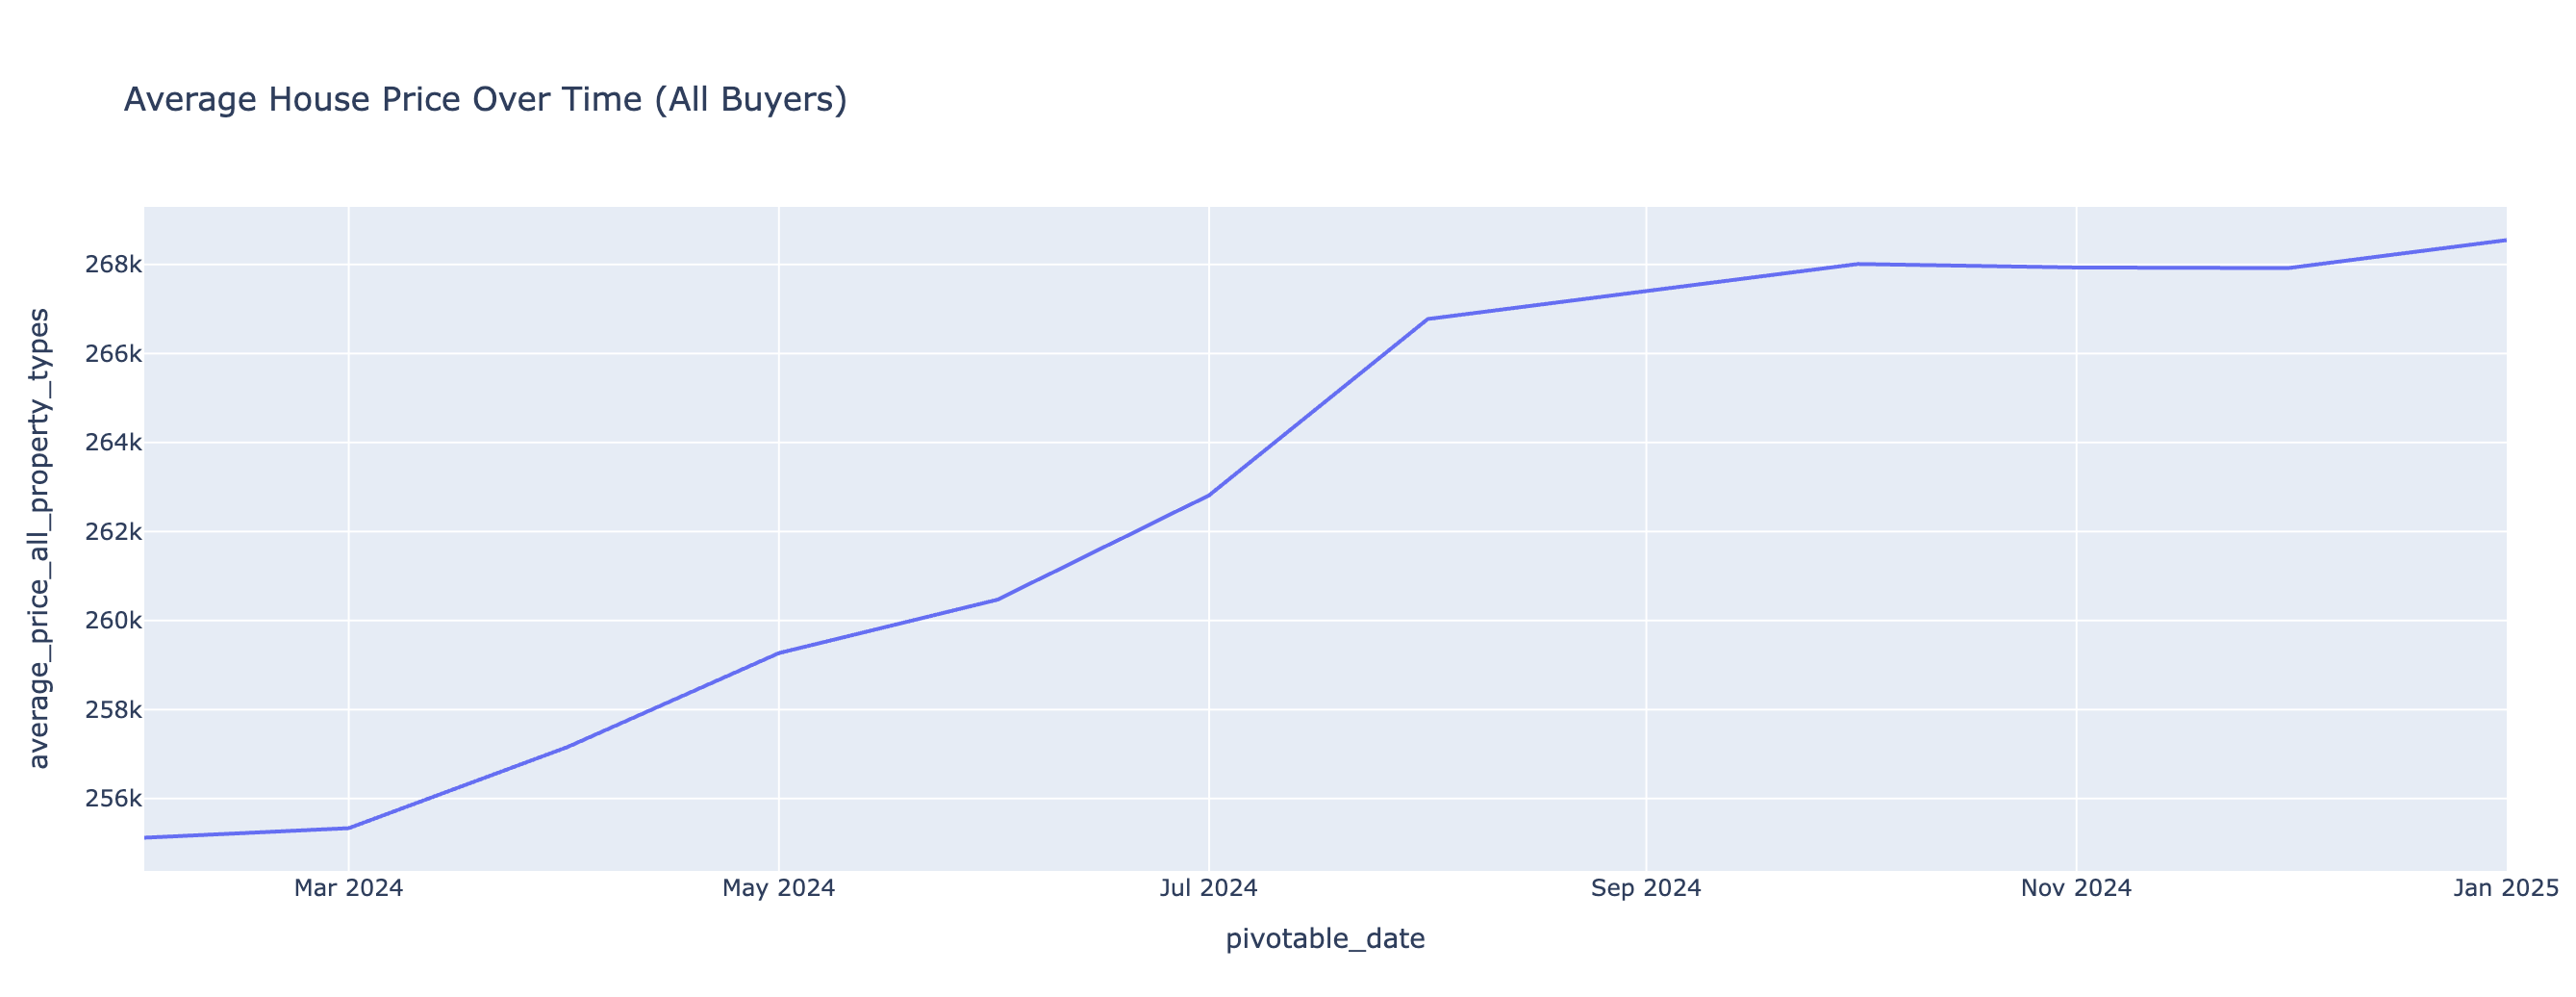 Average House Price Over Time (All Buyers)
average_price_all_property_types
268k
266k
264k
262k
260k
258k
256k
Mar 2024 May 2024 Jul 2024 Sep 2024 Nov 2024 Jan 2025
pivotable_date